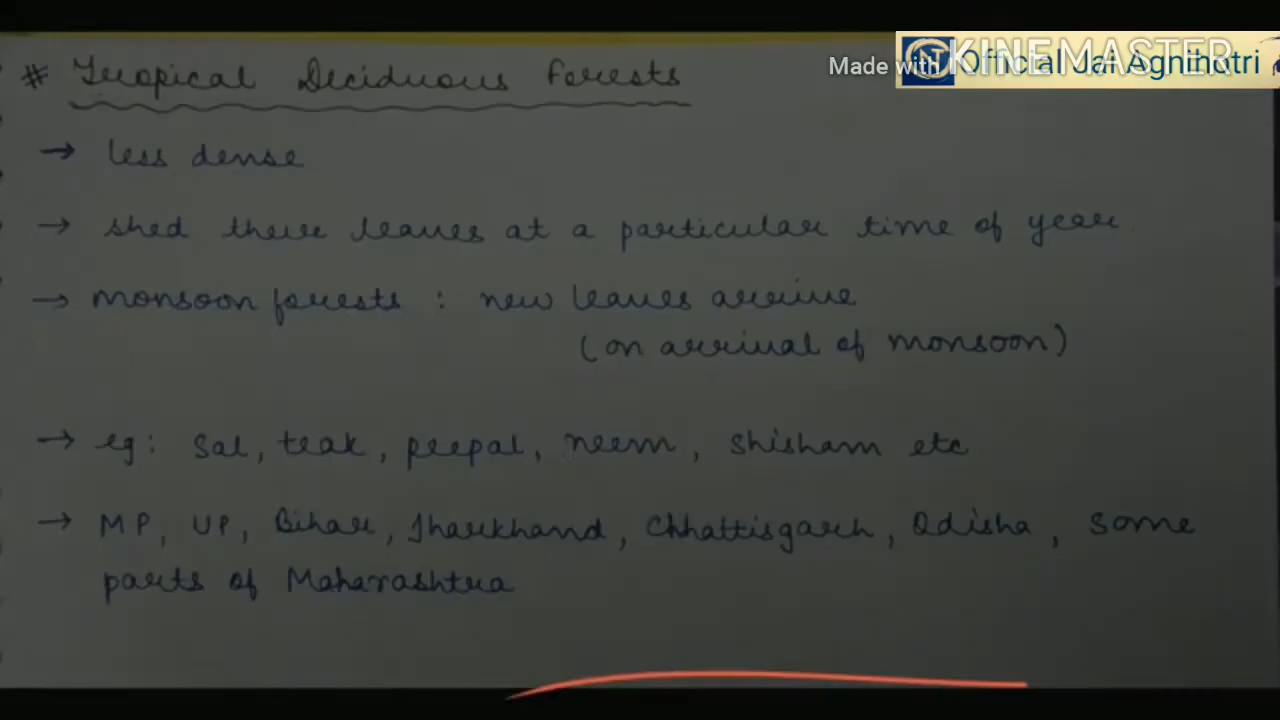 Made with KINEMASTER
Official Jai Agnihotri
# Tropical Deciduous Forests
→ less dense
→ shed there leaves at a particular time of year
→ monsoon forests : new leaves arrive
(on arrival of monsoon)
→ eg: Sal, teak, peepal, neem, shisham etc
→ MP, UP, Bihar, Jharkhand, Chhattisgarh, Odisha, some
parts of Maharashtra